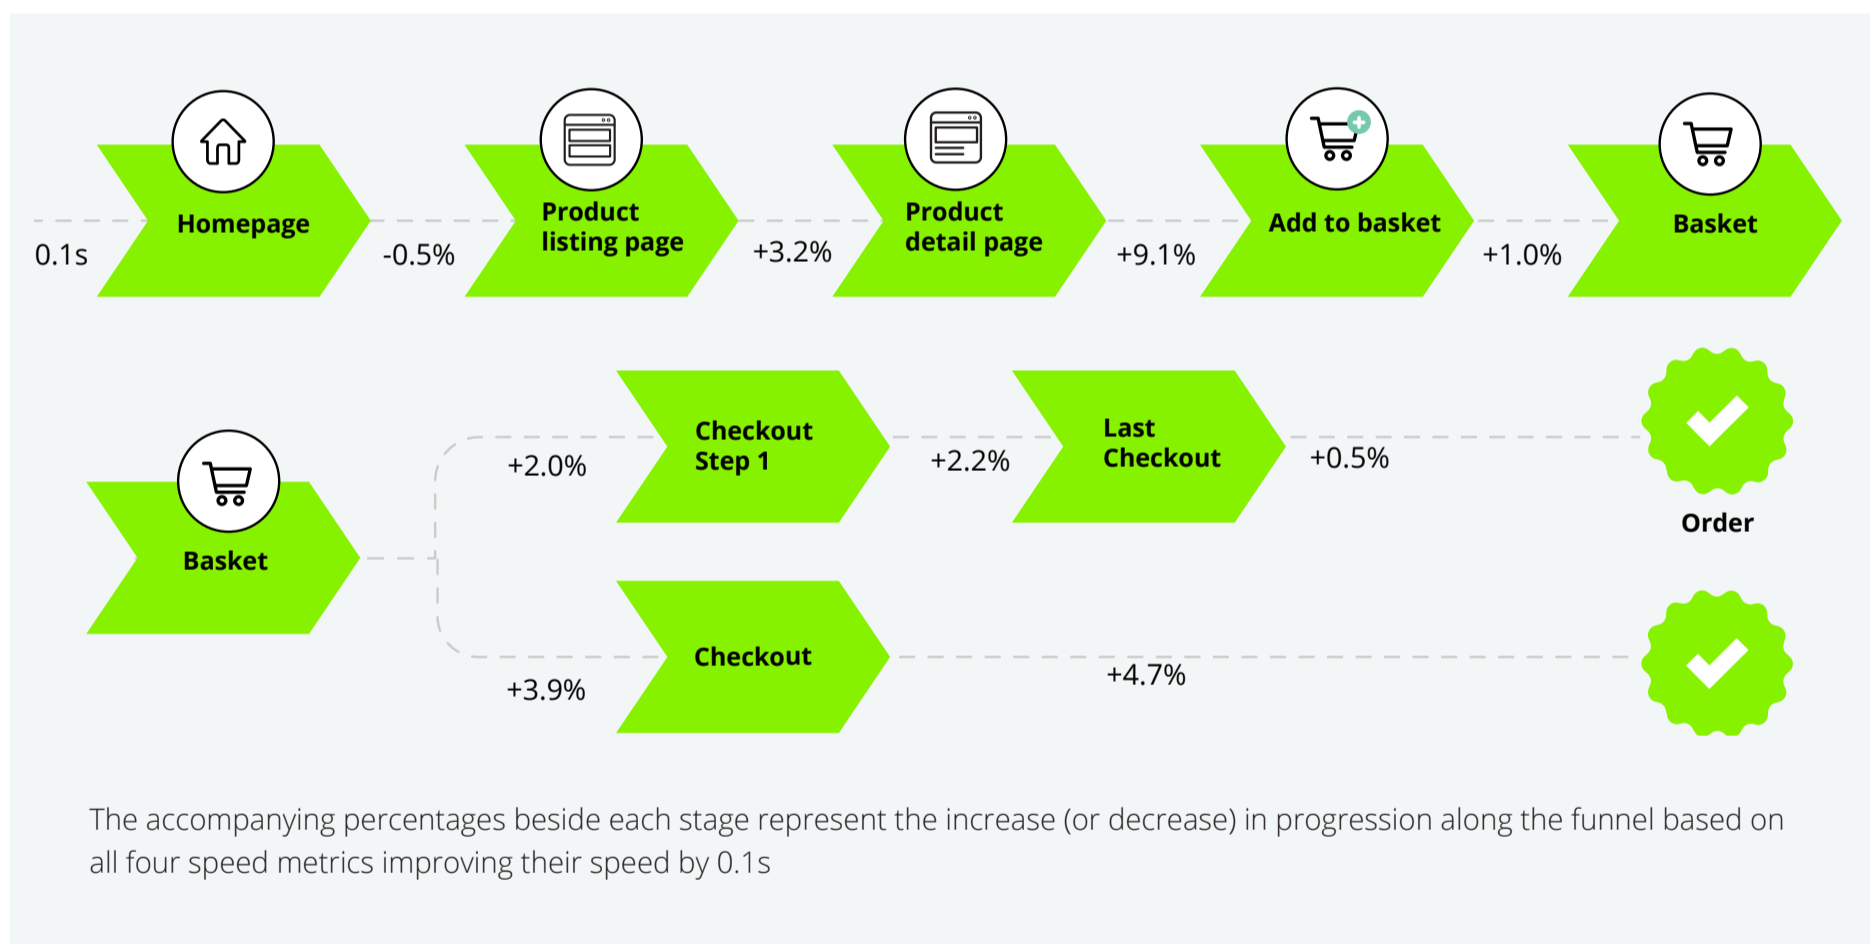 Homepage
Product
listing page
Product
detail page
Add to basket
Basket
0.1s
-0.5%
+3.2%
+9.1%
+1.0%
Checkout
Step 1
Last
Checkout
+2.0%
+2.2%
+0.5%
Order
Basket
Checkout
+3.9%
+4.7%
The accompanying percentages beside each stage represent the increase (or decrease) in progression along the funnel based on
all four speed metrics improving their speed by 0.1s